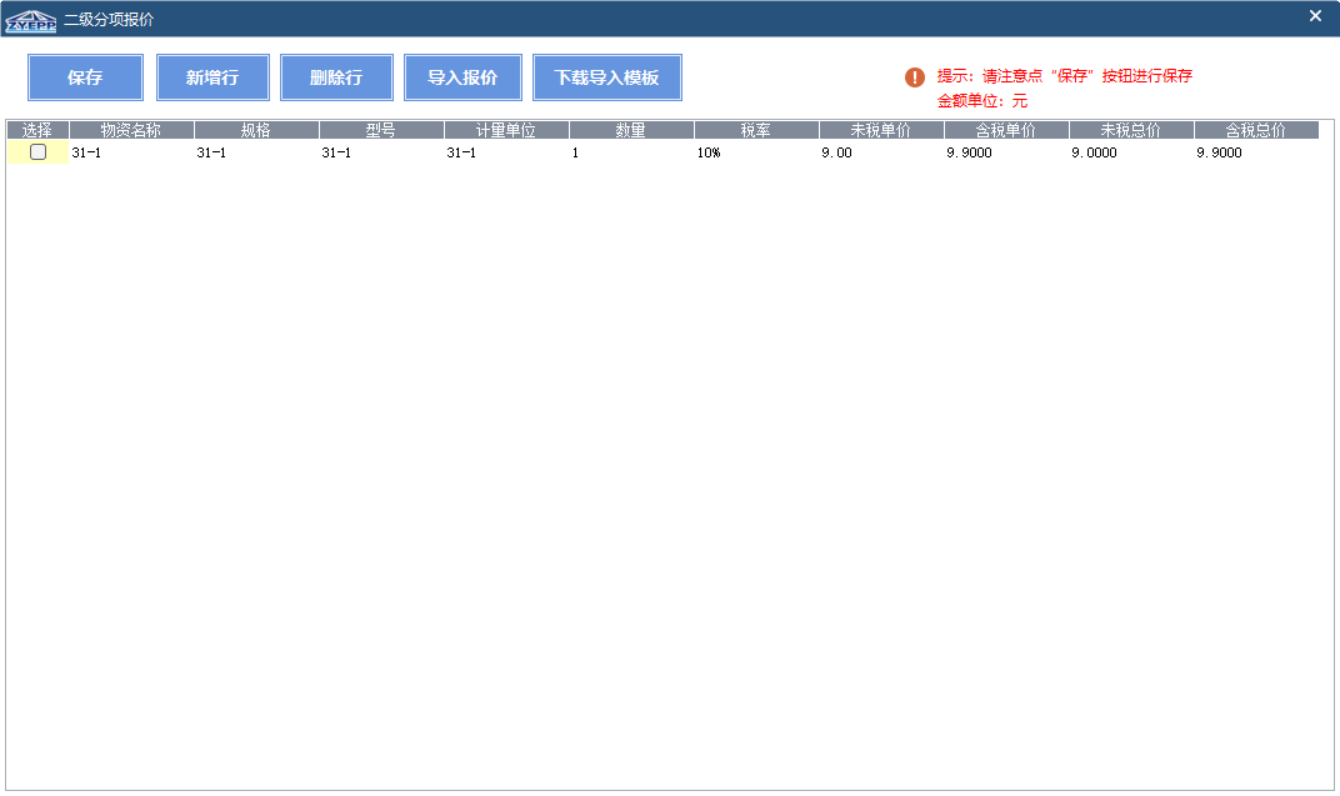 ZGYEPP 二级分项报价
保存 新增行 删除行 导入报价 下载导入模板
提示：请注意点“保存”按钮进行保存
金额单位：元
选择 物资名称 规格 型号 计量单位 数量 税率 未税单价 含税单价 未税总价 含税总价
31-1 31-1 31-1 31-1 1 10% 9.00 9.9000 9.0000 9.9000